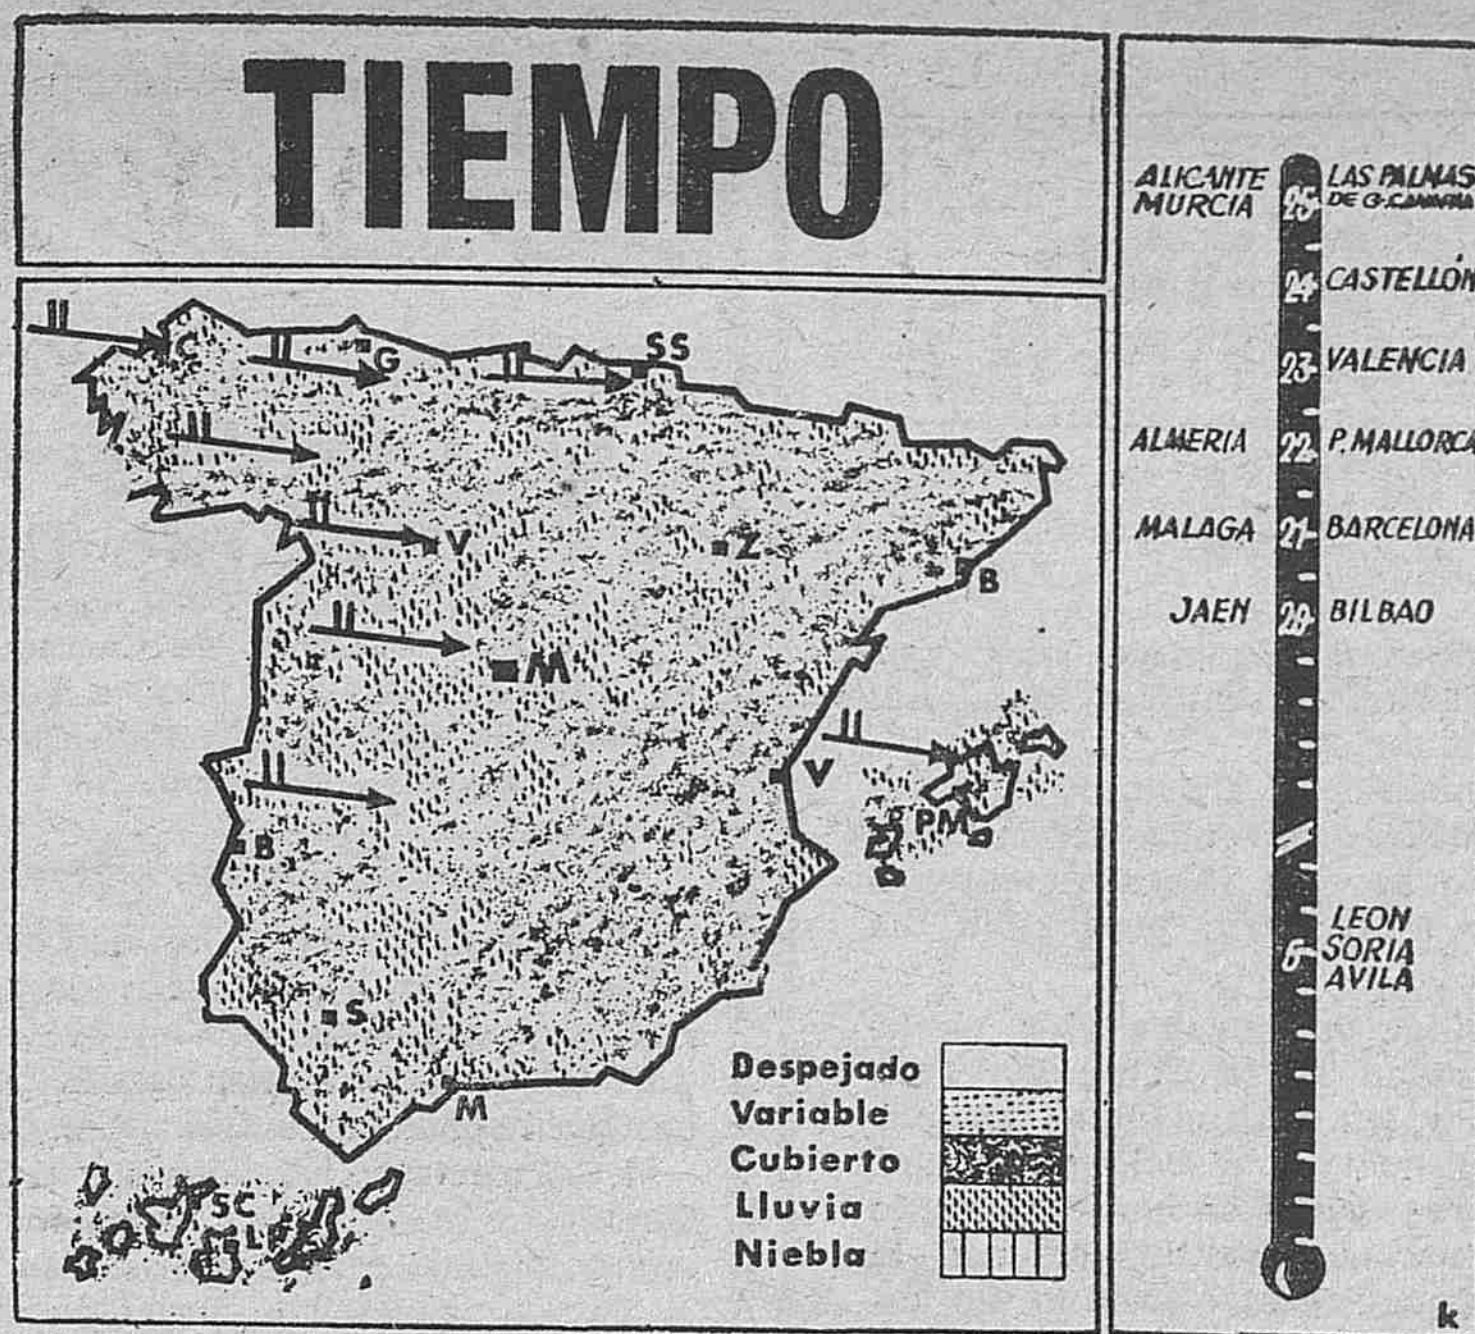 TIEMPO
C
G
SS
V
Z
B
M
V
PM
B
S
M
SC
LP
Despejado
Variable
Cubierto
Lluvia
Niebla
ALICANTE 25 LAS PALMAS
MURCIA DE G. CANARIA
24 CASTELLÓN
23 VALENCIA
ALMERIA 22 P. MALLORCA
MALAGA 21 BARCELONA
JAEN 20 BILBAO
LEON
6 SORIA
AVILA
k